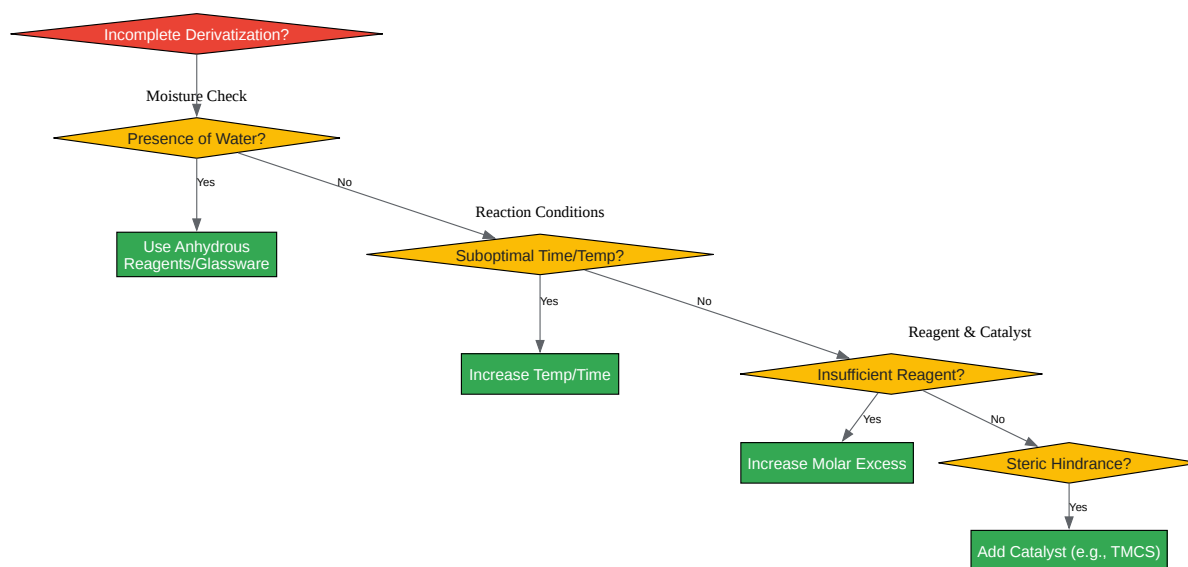 Incomplete Derivatization?
Moisture Check
Presence of Water?
Yes
No
Use Anhydrous
Reagents/Glassware
Reaction Conditions
Suboptimal Time/Temp?
Yes
No
Increase Temp/Time
Reagent & Catalyst
Insufficient Reagent?
Yes
No
Increase Molar Excess
Steric Hindrance?
Yes
Add Catalyst (e.g., TMCS)